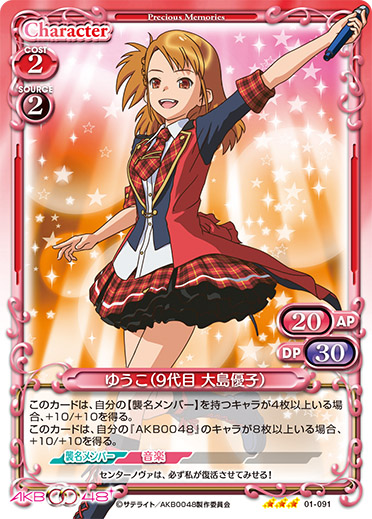 Precious Memories
Character
COST
2
SOURCE
2
20 AP
DP 30
ゆうこ(9代目 大島優子)
このカードは、自分の【襲名メンバー】を持つキャラが4枚以上いる場
合、+10/+10を得る。
このカードは、自分の『AKB0048』のキャラが8枚以上いる場合、
+10/+10を得る。
襲名メンバー 音楽
センターノヴァは、必ず私が復活させてみせる!
AKB0048
©サテライト/AKB0048製作委員会
01-091